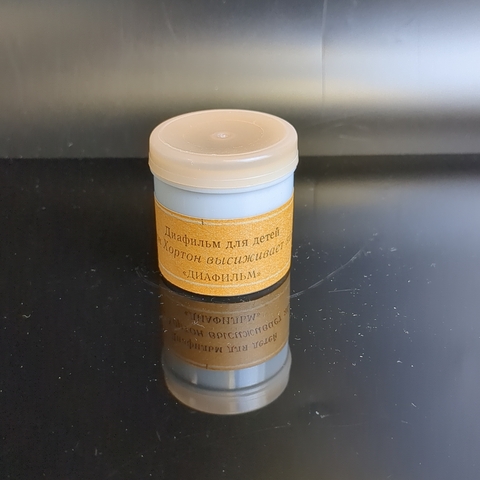 Диафильм для детей
«Хортон высиживает
«ДИАФИЛЬМ»